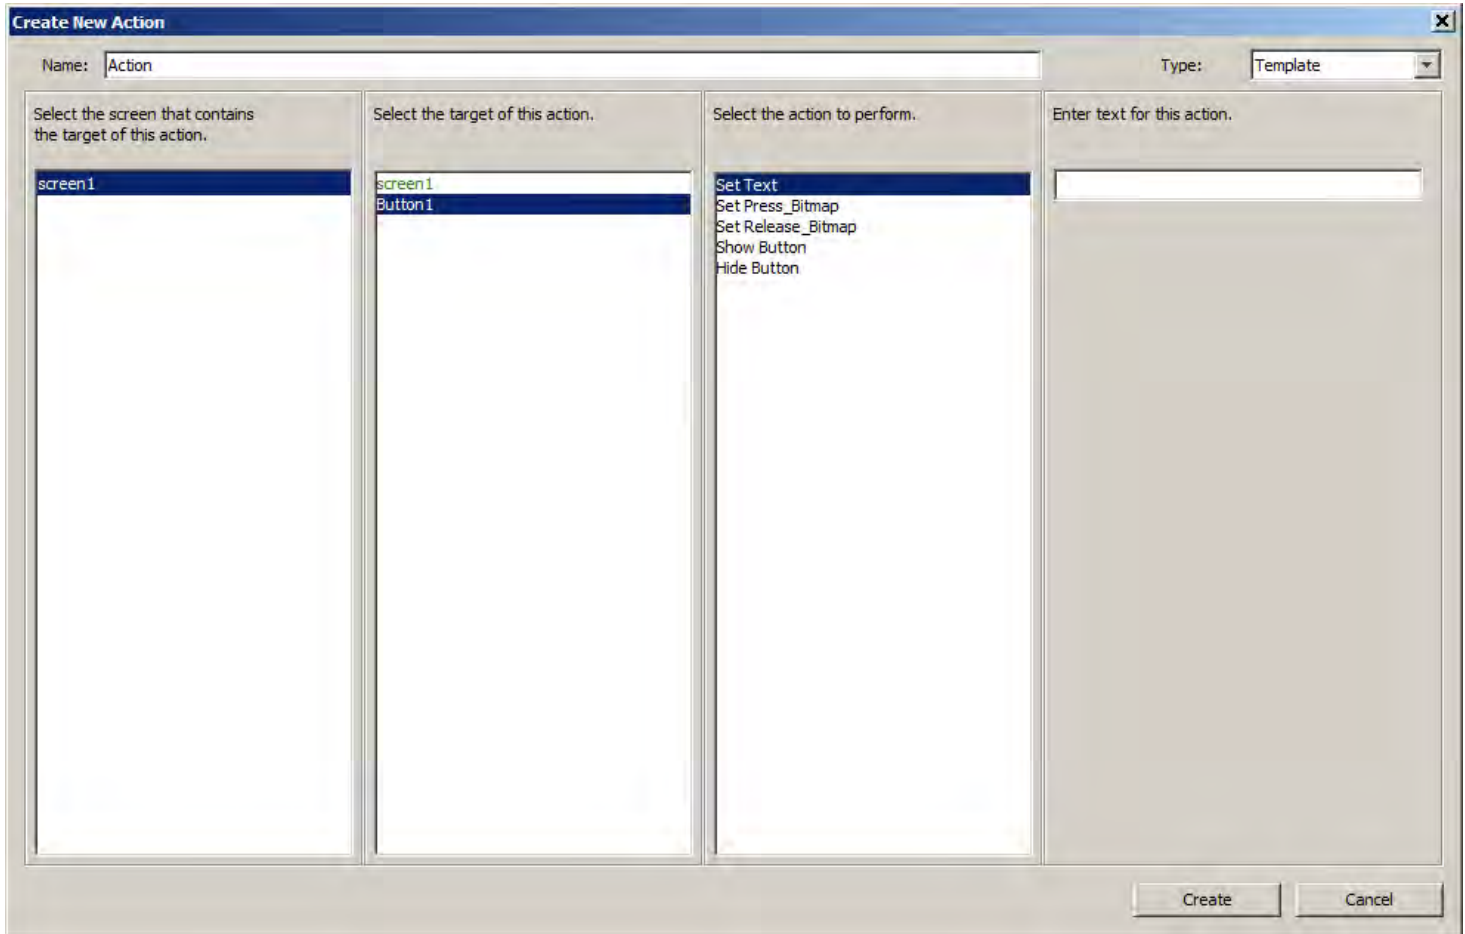 Create New Action
Name: Action
Type: Template
Select the screen that contains
the target of this action.
screen1
Select the target of this action.
screen1
Button1
Select the action to perform.
Set Text
Set Press_Bitmap
Set Release_Bitmap
Show Button
Hide Button
Enter text for this action.
Create
Cancel